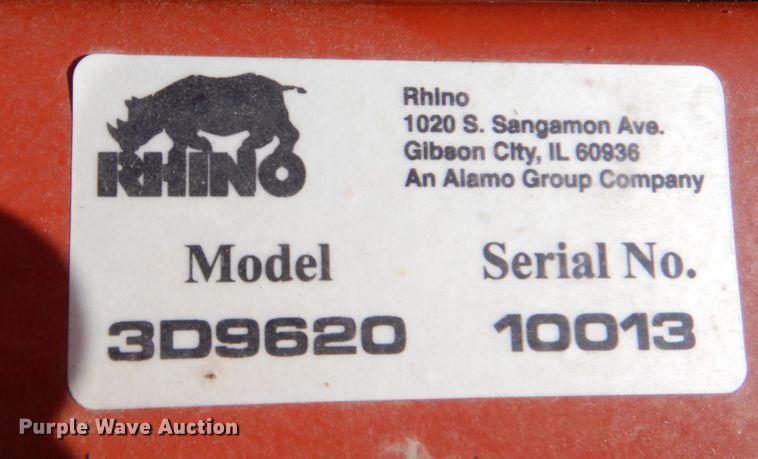 RHINO
Rhino
1020 S. Sangamon Ave.
Gibson City, IL 60936
An Alamo Group Company
Model
Serial No.
3D9620
10013
Purple Wave Auction